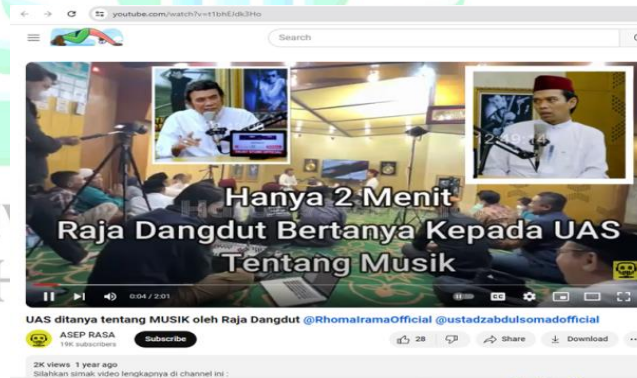 youtube.com/watch?v=t1bhEJdk3Ho
Search
Hanya 2 Menit
Raja Dangdut Bertanya Kepada UAS
Tentang Musik
0:04 / 2:01
CC
UAS ditanya tentang MUSIK oleh Raja Dangdut @RhomaIramaOfficial @ustadzabdulsomadofficial
ASEP RASA
19K subscribers
Subscribe
28
Share
Download
2K views 1 year ago
Silahkan simak video lengkapnya di channel ini :